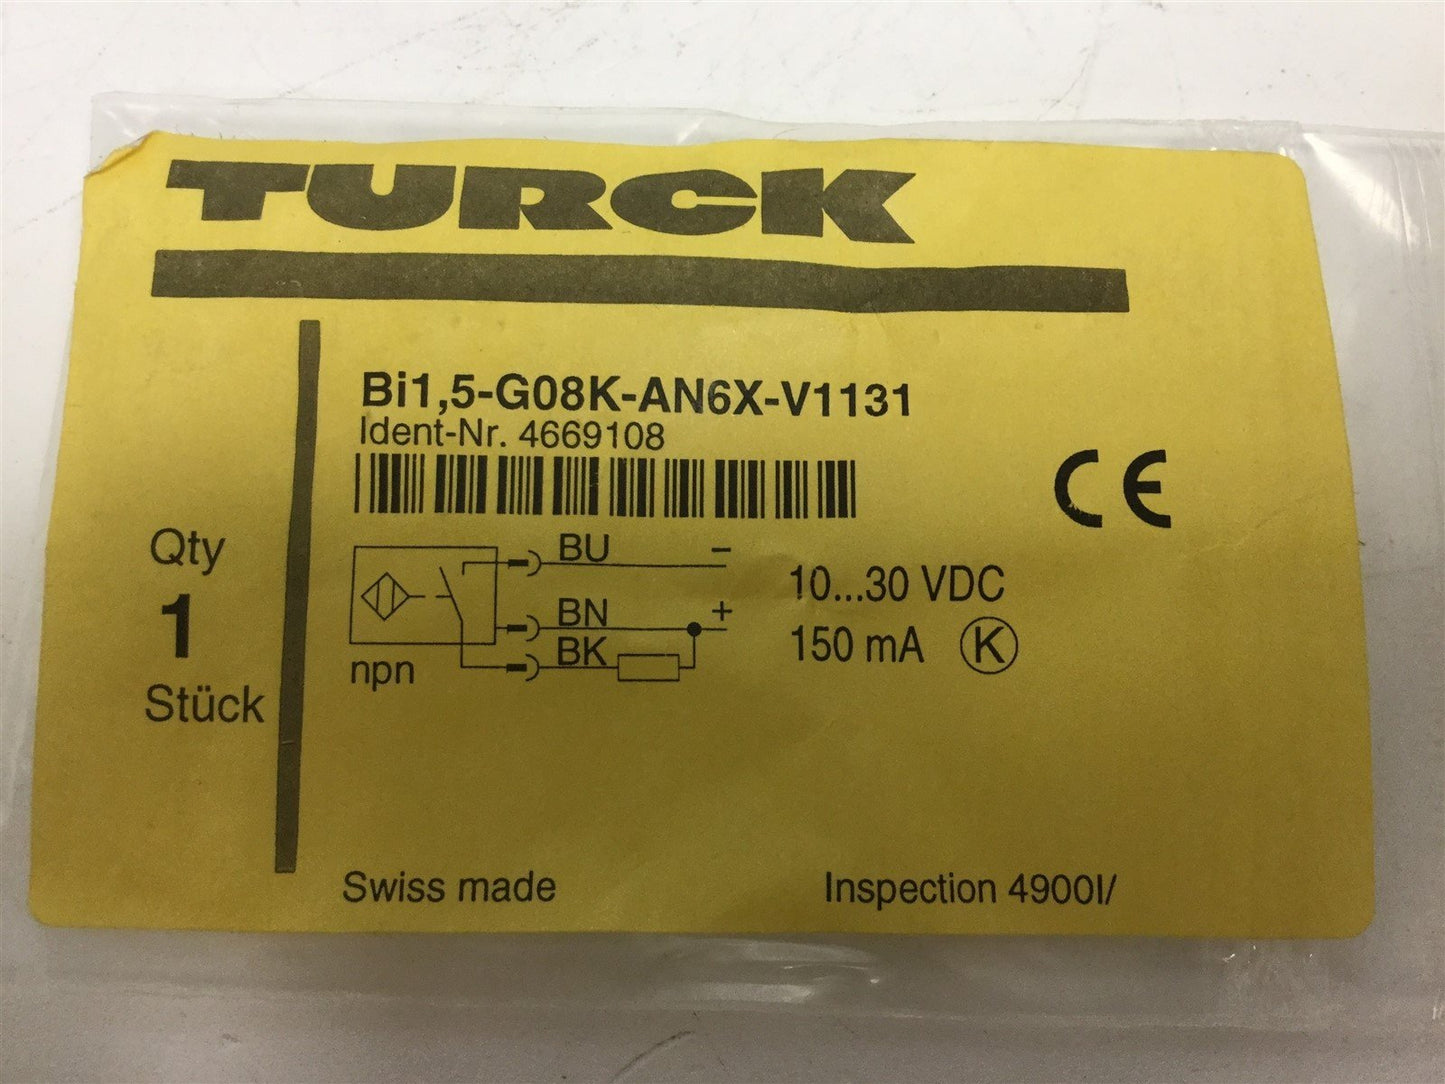 TURCK
Bi1,5-G08K-AN6X-V1131
Ident-Nr. 4669108
CE
Qty
1
Stück
BU −
BN +
BK
npn
10...30 VDC
150 mA K
Swiss made
Inspection 4900I/